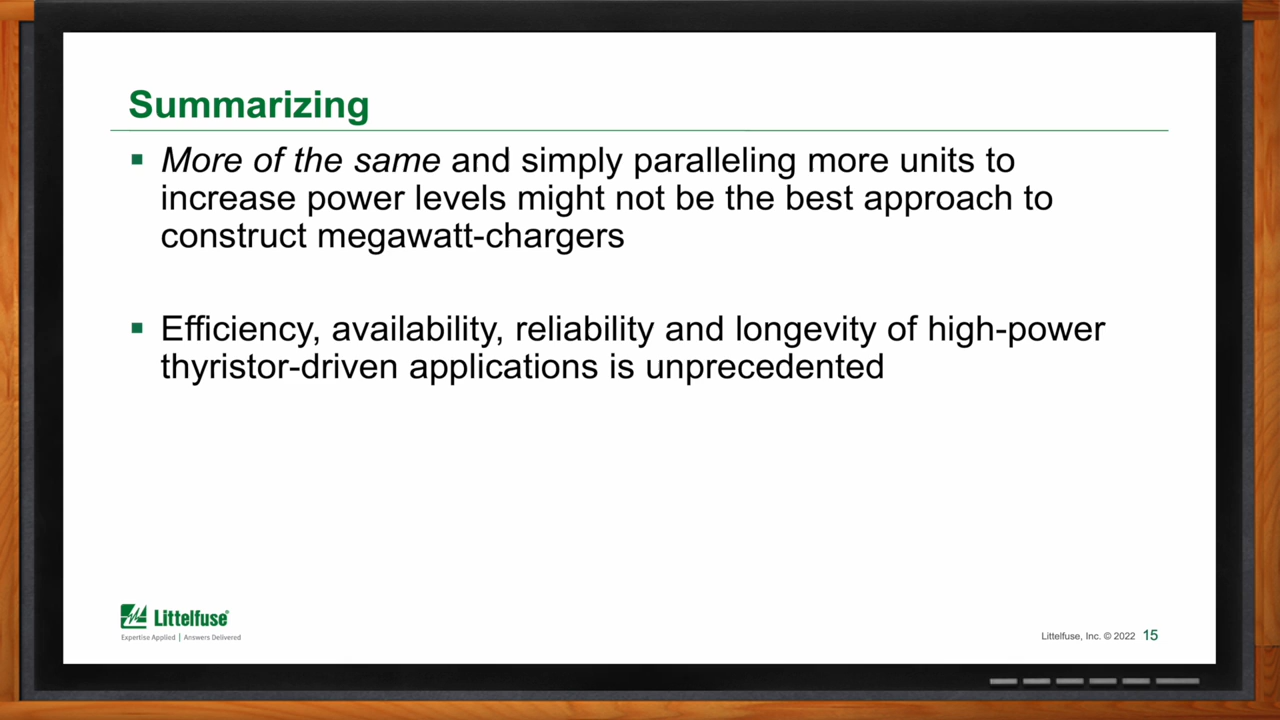 Summarizing
▪ More of the same and simply paralleling more units to
increase power levels might not be the best approach to
construct megawatt-chargers
▪ Efficiency, availability, reliability and longevity of high-power
thyristor-driven applications is unprecedented
Littelfuse®
Expertise Applied | Answers Delivered
Littelfuse, Inc. © 2022 15